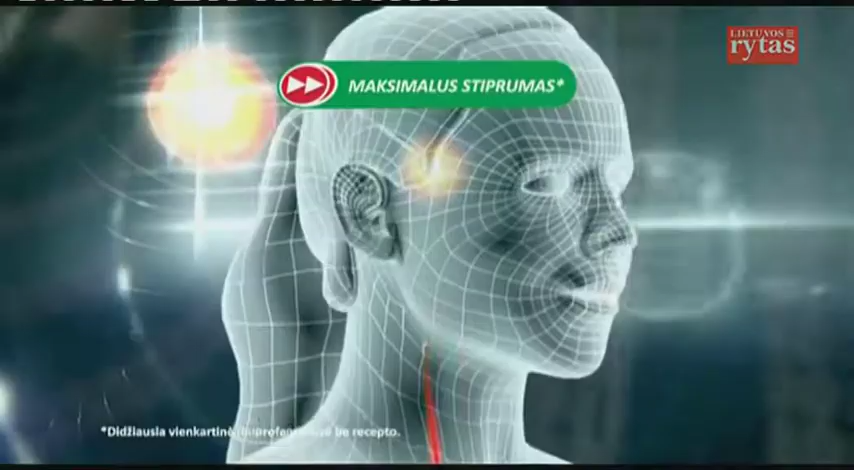 LIETUVOS
rytas
MAKSIMALUS STIPRUMAS*
*Didžiausia vienkartinė be recepto.